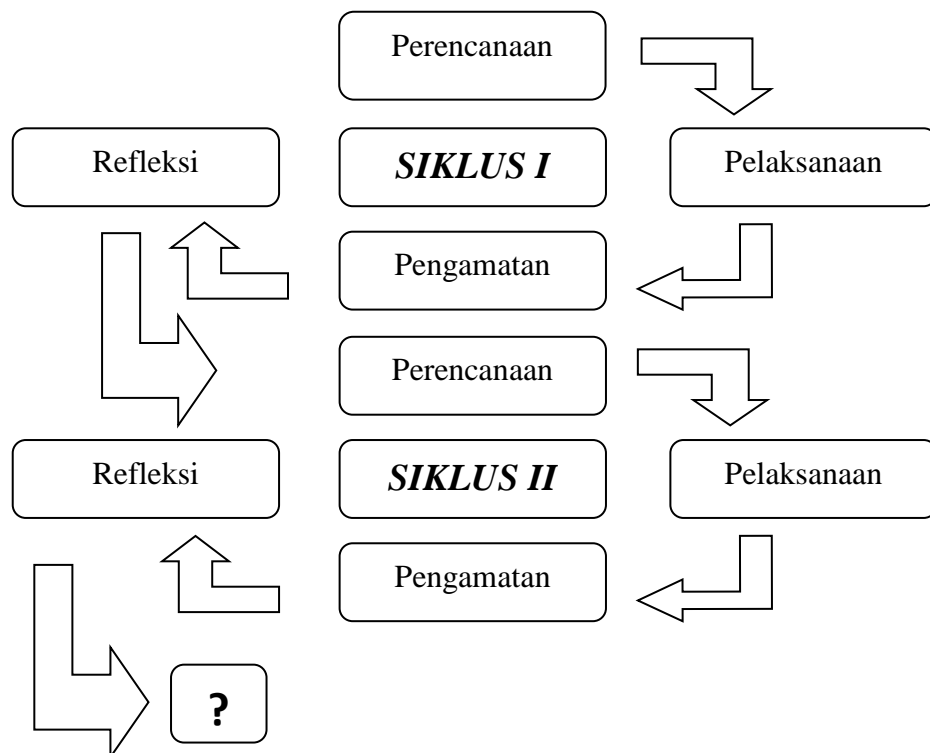 Perencanaan
Refleksi
SIKLUS I
Pelaksanaan
Pengamatan
Perencanaan
Refleksi
SIKLUS II
Pelaksanaan
Pengamatan
?